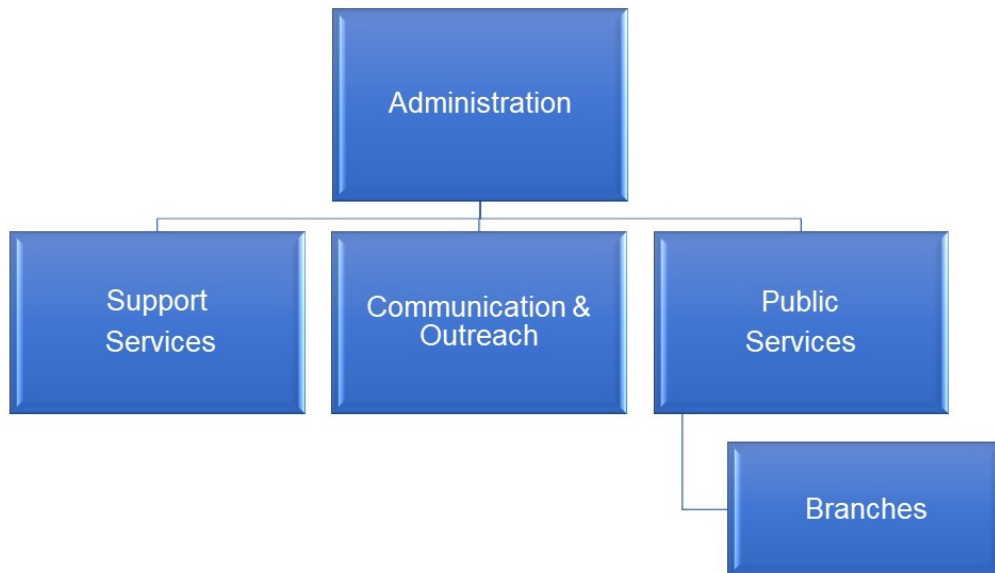 Administration
Support
Services
Communication &
Outreach
Public
Services
Branches